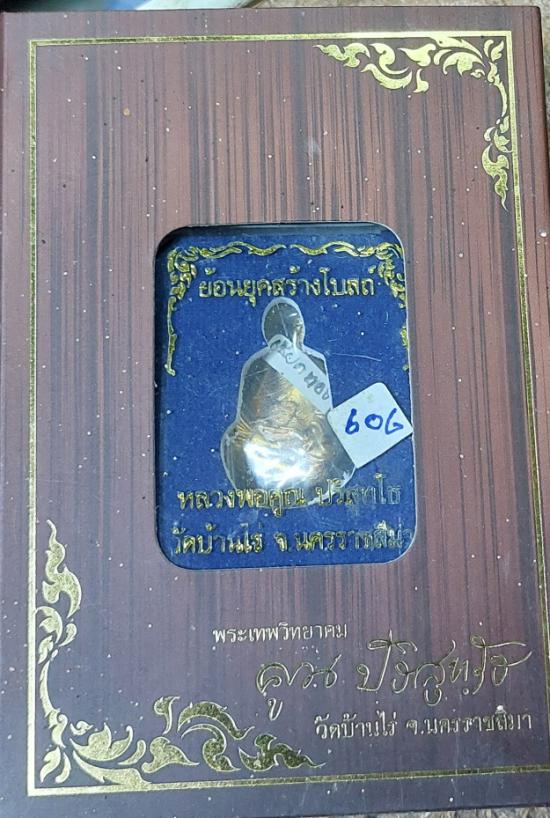 ย้อนยุคสร้างโบสถ์
606
หลวงพ่อคูณ ปริสุทโธ
วัดบ้านไร่ จ.นครราชสีมา
พระเทพวิทยาคม
คูณ ปริสุทฺโธ
วัดบ้านไร่ จ.นครราชสีมา